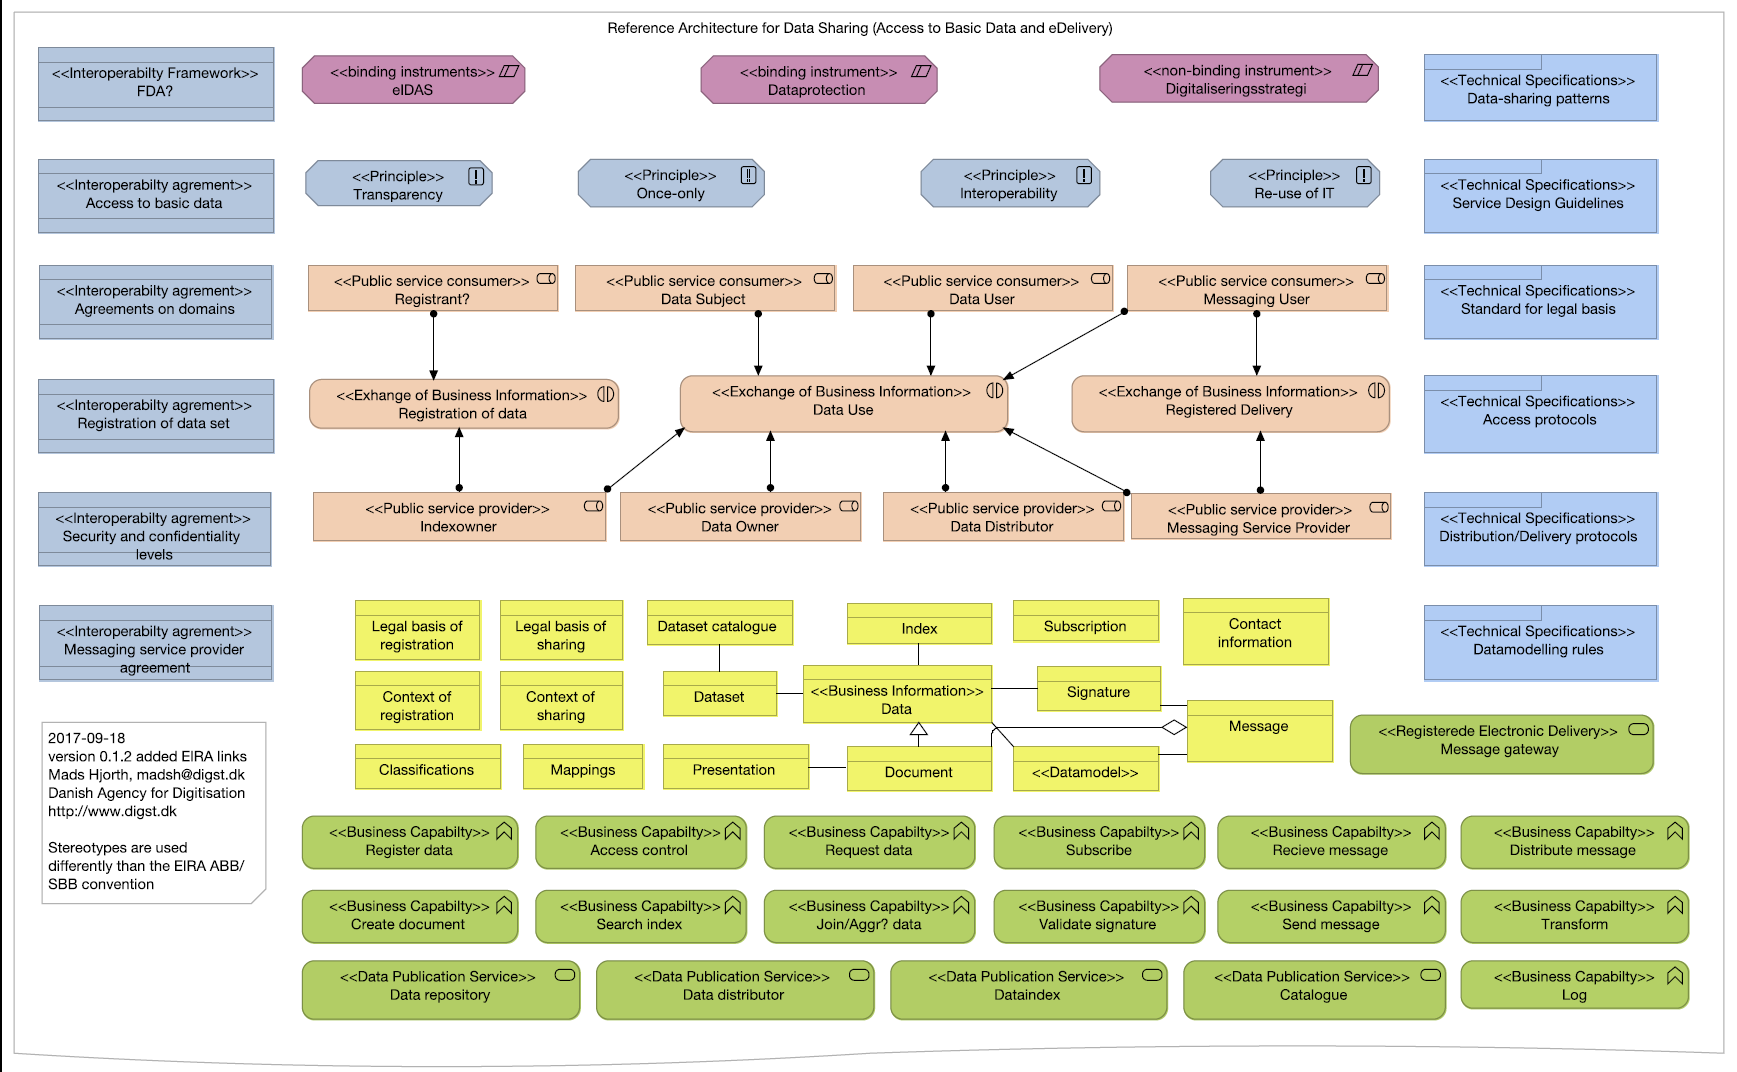 Reference Architecture for Data Sharing (Access to Basic Data and eDelivery)
<<Interoperabilty Framework>>
FDA?
<<binding instruments>>
eIDAS
<<binding instrument>>
Dataprotection
<<non-binding instrument>>
Digitaliseringsstrategi
<<Technical Specifications>>
Data-sharing patterns
<<Interoperabilty agrement>>
Access to basic data
<<Principle>>
Transparency
<<Principle>>
Once-only
<<Principle>>
Interoperability
<<Principle>>
Re-use of IT
<<Technical Specifications>>
Service Design Guidelines
<<Interoperabilty agrement>>
Agreements on domains
<<Public service consumer>>
Registrant?
<<Public service consumer>>
Data Subject
<<Public service consumer>>
Data User
<<Public service consumer>>
Messaging User
<<Technical Specifications>>
Standard for legal basis
<<Interoperabilty agrement>>
Registration of data set
<<Exhange of Business Information>>
Registration of data
<<Exchange of Business Information>>
Data Use
<<Exchange of Business Information>>
Registered Delivery
<<Technical Specifications>>
Access protocols
<<Interoperabilty agrement>>
Security and confidentiality
levels
<<Public service provider>>
Indexowner
<<Public service provider>>
Data Owner
<<Public service provider>>
Data Distributor
<<Public service provider>>
Messaging Service Provider
<<Technical Specifications>>
Distribution/Delivery protocols
<<Interoperabilty agrement>>
Messaging service provider
agreement
Legal basis of
registration
Legal basis of
sharing
Dataset catalogue
Index
Subscription
Contact
information
<<Technical Specifications>>
Datamodelling rules
Context of
registration
Context of
sharing
Dataset
<<Business Information>>
Data
Signature
Message
Classifications
Mappings
Presentation
Document
<<Datamodel>>
<<Registerede Electronic Delivery>>
Message gateway
2017-09-18
version 0.1.2 added EIRA links
Mads Hjorth, madsh@digst.dk
Danish Agency for Digitisation
http://www.digst.dk
Stereotypes are used
differently than the EIRA ABB/
SBB convention
<<Business Capabilty>>
Register data
<<Business Capabilty>>
Access control
<<Business Capabilty>>
Request data
<<Business Capabilty>>
Subscribe
<<Business Capabilty>>
Recieve message
<<Business Capabilty>>
Distribute message
<<Business Capabilty>>
Create document
<<Business Capabilty>>
Search index
<<Business Capabilty>>
Join/Aggr? data
<<Business Capabilty>>
Validate signature
<<Business Capabilty>>
Send message
<<Business Capabilty>>
Transform
<<Data Publication Service>>
Data repository
<<Data Publication Service>>
Data distributor
<<Data Publication Service>>
Dataindex
<<Data Publication Service>>
Catalogue
<<Business Capabilty>>
Log